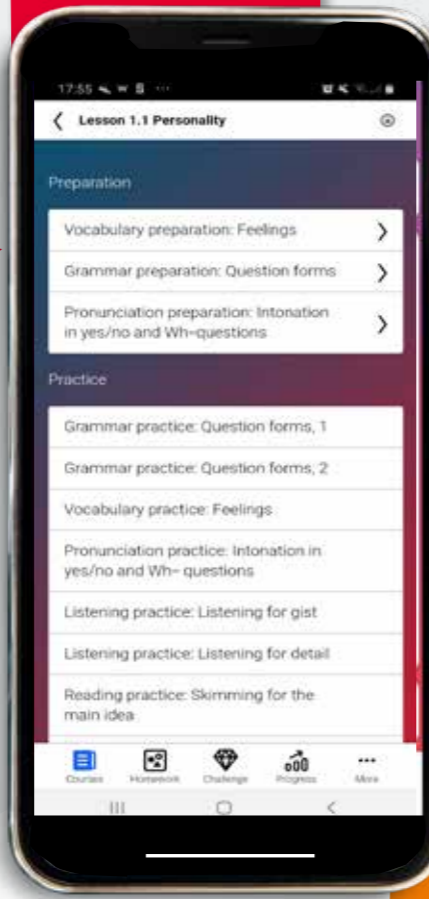 17:55
Lesson 1.1 Personality
Preparation
Vocabulary preparation: Feelings
Grammar preparation: Question forms
Pronunciation preparation: Intonation
in yes/no and Wh-questions
Practice
Grammar practice: Question forms, 1
Grammar practice: Question forms, 2
Vocabulary practice: Feelings
Pronunciation practice: Intonation in
yes/no and Wh- questions
Listening practice: Listening for gist
Listening practice: Listening for detail
Reading practice: Skimming for the
main idea
Courses Homework Challenge Progress More